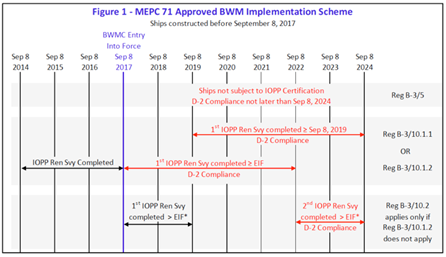 Figure 1 - MEPC 71 Approved BWM Implementation Scheme
Ships constructed before September 8, 2017
BWMC Entry
Into Force
Sep 8 Sep 8 Sep 8 Sep 8 Sep 8 Sep 8 Sep 8 Sep 8 Sep 8 Sep 8 Sep 8
2014 2015 2016 2017 2018 2019 2020 2021 2022 2023 2024
Ships not subject to IOPP Certification
D-2 Compliance not later than Sep 8, 2024
Reg B-3/5
1st IOPP Ren Svy completed ≥ Sep 8, 2019
D-2 Compliance
Reg B-3/10.1.1
OR
IOPP Ren Svy Completed
1st IOPP Ren Svy completed ≥ EIF
D-2 Compliance
Reg B-3/10.1.2
1st IOPP Ren Svy
completed > EIF*
2nd IOPP Ren Svy
completed > EIF*
D-2 Compliance
Reg B-3/10.2
applies only if
Reg B-3/10.1.2
does not apply